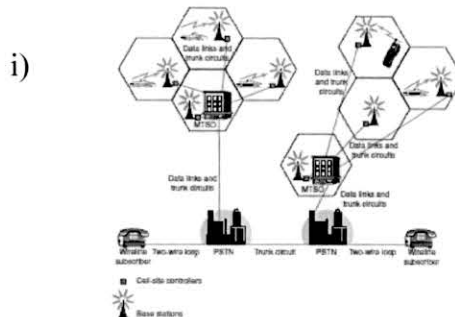 i)
Data links and
trunk circuits
MTSO
Data links and
trunk circuits
Data links
and trunk
circuits
Data links and
trunk circuits
MTSO
Data links and
trunk circuits
Wireline
subscriber
Two-wire loop
PSTN
Trunk circuit
PSTN
Two-wire loop
Wireline
subscriber
Cell-site controllers
Base stations